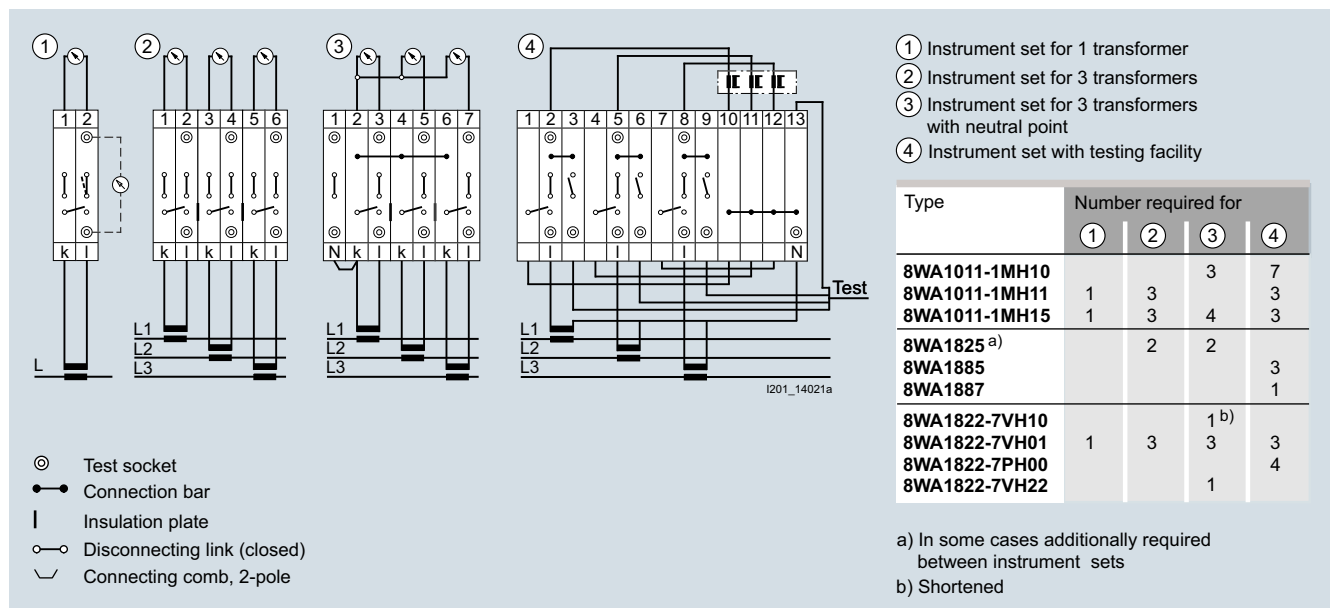 1 2 3 4
1 2
1 2 3 4 5 6
1 2 3 4 5 6 7
1 2 3 4 5 6 7 8 9 10 11 12 13
k l
k l k l k l
N k l k l k l
l l l N
Test
L
L1
L2
L3
L1
L2
L3
L1
L2
L3
I201_14021a
Test socket
Connection bar
Insulation plate
Disconnecting link (closed)
Connecting comb, 2-pole
1 Instrument set for 1 transformer
2 Instrument set for 3 transformers
3 Instrument set for 3 transformers
with neutral point
4 Instrument set with testing facility
Type Number required for
1 2 3 4
8WA1011-1MH10 3 7
8WA1011-1MH11 1 3 3
8WA1011-1MH15 1 3 4 3
8WA1825 a) 2 2
8WA1885 3
8WA1887 1
8WA1822-7VH10 1 b)
8WA1822-7VH01 1 3 3 3
8WA1822-7PH00 4
8WA1822-7VH22 1
a) In some cases additionally required
between instrument sets
b) Shortened